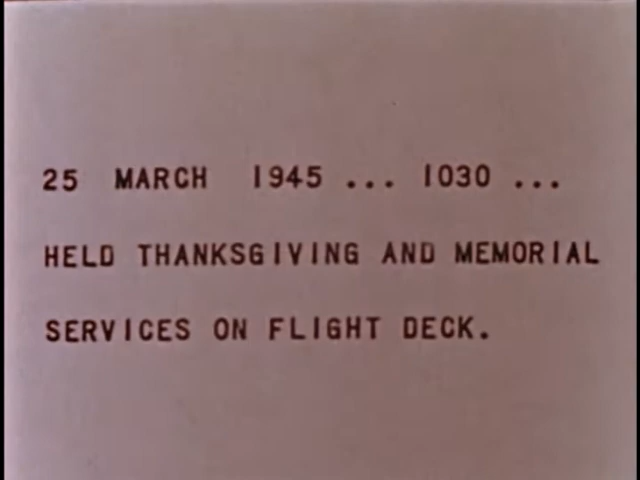 25 MARCH 1945 ... 1030 ...
HELD THANKSGIVING AND MEMORIAL
SERVICES ON FLIGHT DECK.